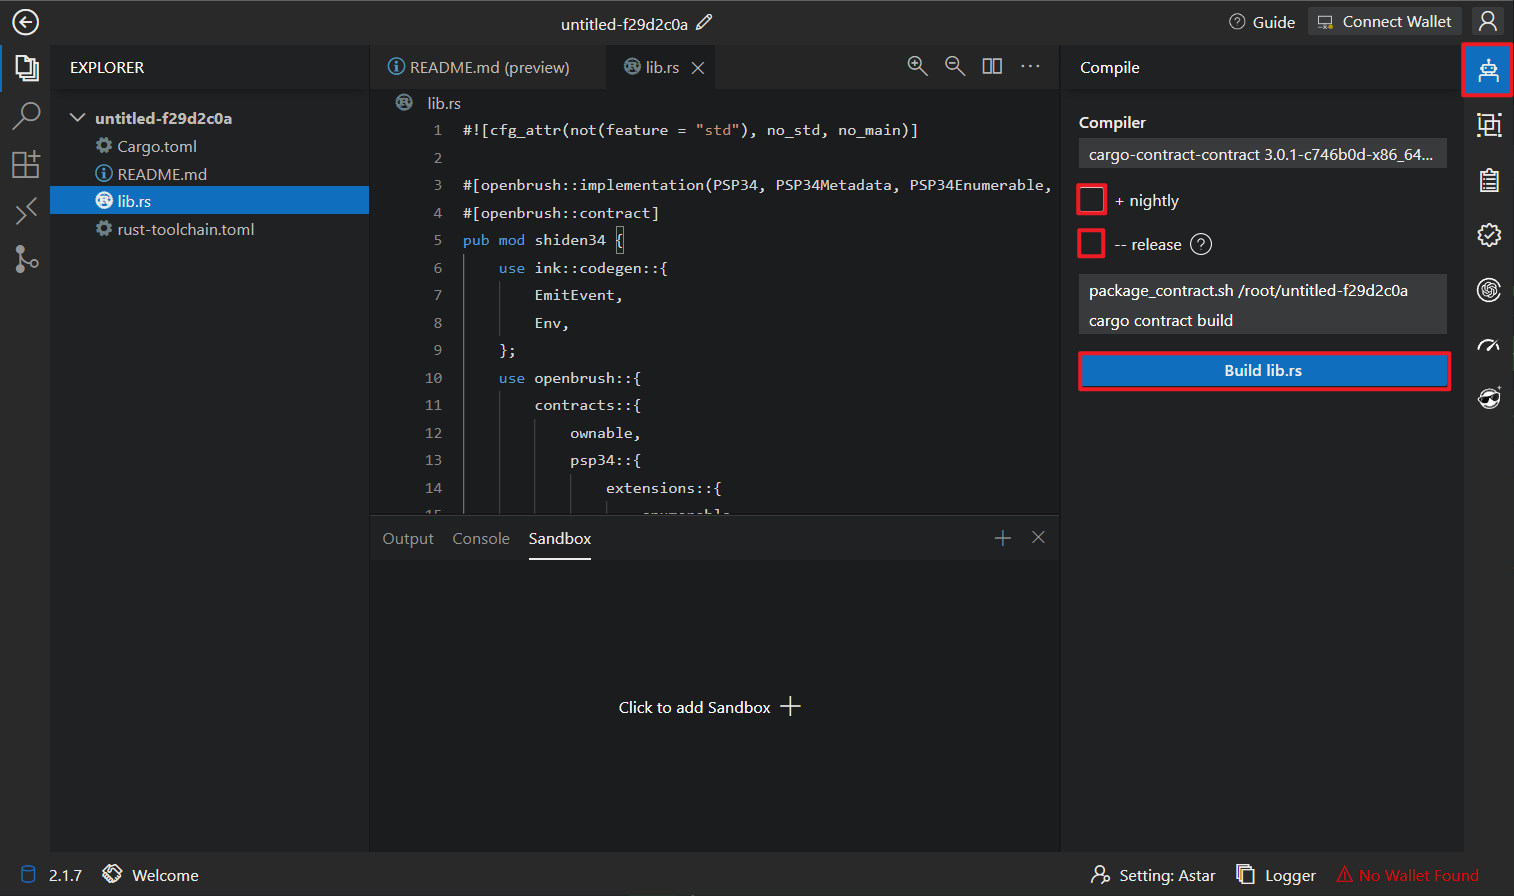 untitled-f29d2c0a
Guide
Connect Wallet
EXPLORER
untitled-f29d2c0a
Cargo.toml
README.md
lib.rs
rust-toolchain.toml
README.md (preview)
lib.rs
lib.rs
1 #![cfg_attr(not(feature = "std"), no_std, no_main)]
2
3 #[openbrush::implementation(PSP34, PSP34Metadata, PSP34Enumerable,
4 #[openbrush::contract]
5 pub mod shiden34 {
6 use ink::codegen::{
7 EmitEvent,
8 Env,
9 };
10 use openbrush::{
11 contracts::{
12 ownable,
13 psp34::{
14 extensions::{
15 enumerable
Output Console Sandbox
Click to add Sandbox
Compile
Compiler
cargo-contract-contract 3.0.1-c746b0d-x86_64...
+ nightly
-- release
package_contract.sh /root/untitled-f29d2c0a
cargo contract build
Build lib.rs
2.1.7
Welcome
Setting: Astar
Logger
No Wallet Found